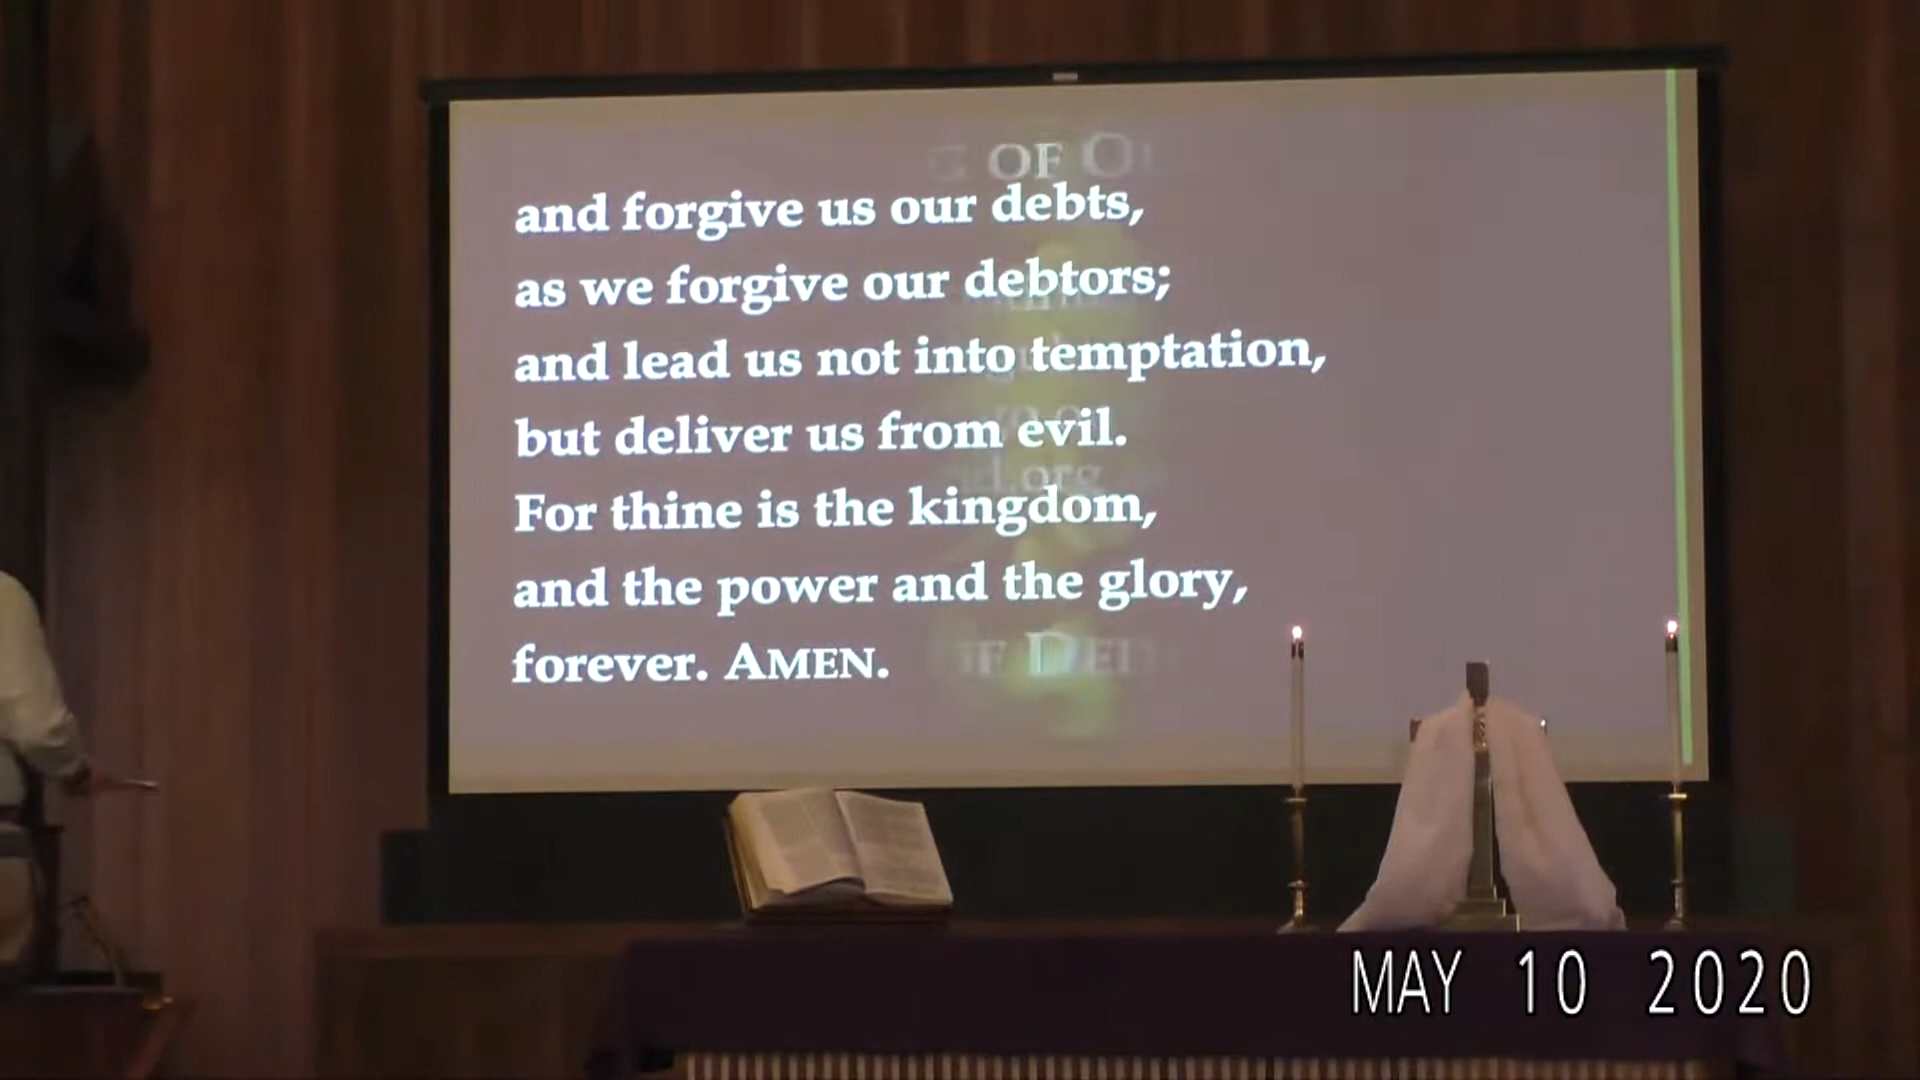 OF
and forgive us our debts,
as we forgive our debtors;
and lead us not into temptation,
but deliver us from evil.
For thine is the kingdom,
and the power and the glory,
forever. AMEN.
MAY 10 2020